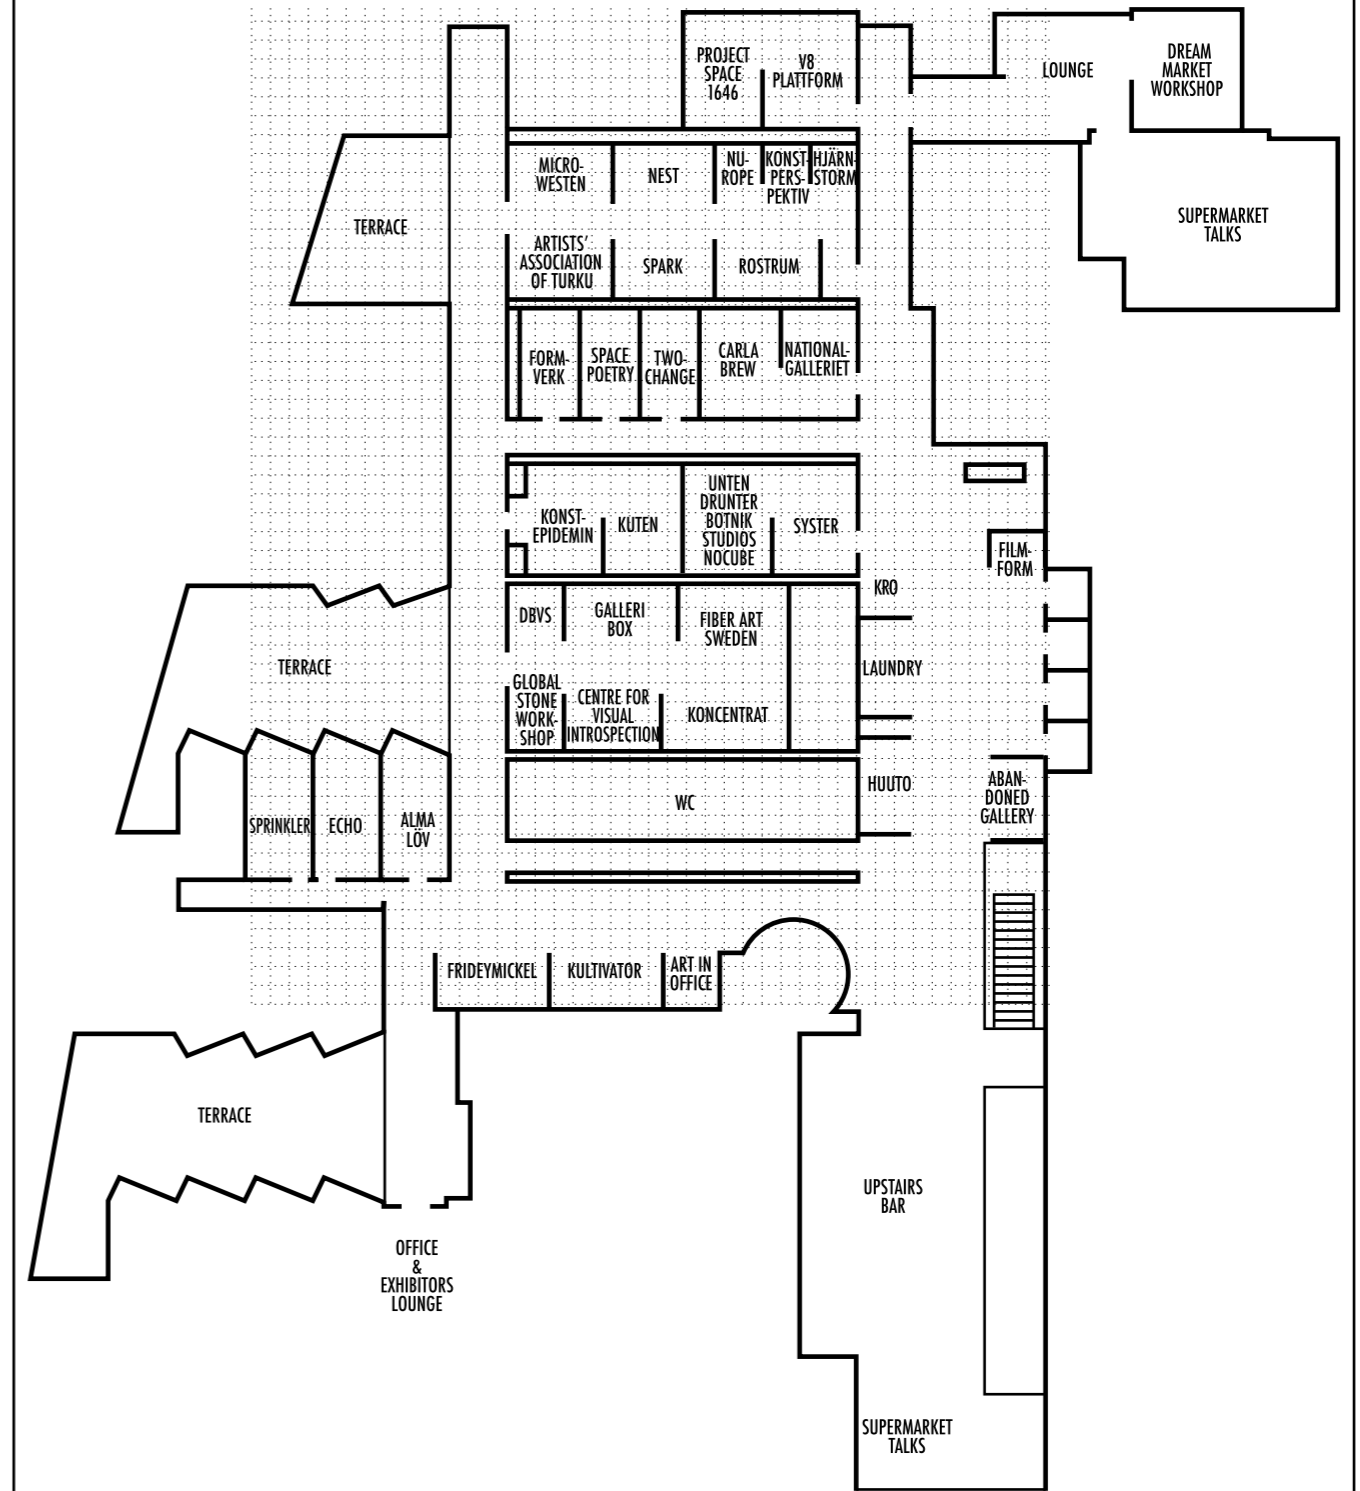 PROJECT
SPACE
1646
V8
PLATTFORM
LOUNGE
DREAM
MARKET
WORKSHOP
MICRO-
WESTEN
NEST
NU-
ROPE
KONST-
PERS-
PEKTIV
HJÄRN-
STORM
TERRACE
SUPERMARKET
TALKS
ARTISTS'
ASSOCIATION
OF TURKU
SPARK
ROSTRUM
FORM-
VERK
SPACE
POETRY
TWO-
CHANGE
CARLA
BREW
NATIONAL-
GALLERIET
KONST-
EPIDEMIN
KUTEN
UNTEN
DRUNTER
BOTNIK
STUDIOS
NOCUBE
SYSTER
FILM-
FORM
KRO
DBVS
GALLERI
BOX
FIBER ART
SWEDEN
TERRACE
LAUNDRY
GLOBAL
STONE
WORK-
SHOP
CENTRE FOR
VISUAL
INTROSPECTION
KONCENTRAT
WC
HUUTO
ABAN-
DONED
GALLERY
SPRINKLER
ECHO
ALMA
LÖV
FRIDEYMICKEL
KULTIVATOR
ART IN
OFFICE
TERRACE
UPSTAIRS
BAR
OFFICE
&
EXHIBITORS
LOUNGE
SUPERMARKET
TALKS